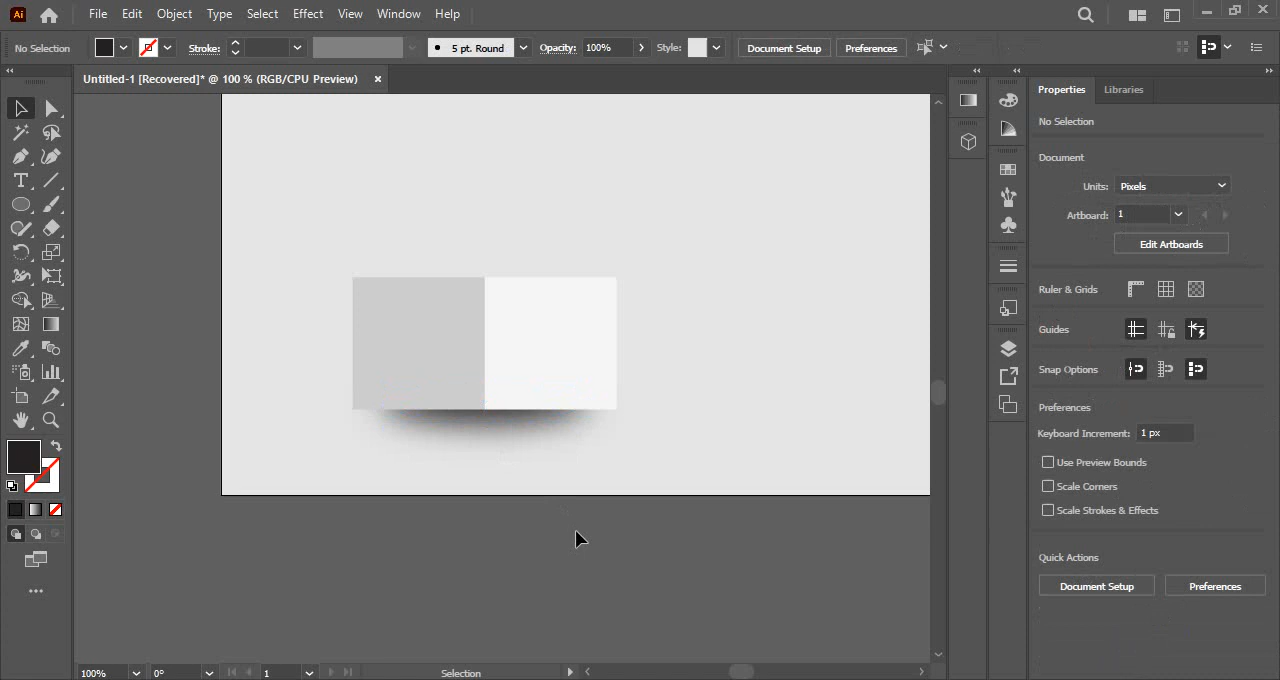 Ai File Edit Object Type Select Effect View Window Help
No Selection Stroke: 5 pt. Round Opacity: 100% Style: Document Setup Preferences
Untitled-1 [Recovered]* @ 100 % (RGB/CPU Preview) ×
Properties Libraries
No Selection
Document
Units: Pixels
Artboard: 1
Edit Artboards
Ruler & Grids
Guides
Snap Options
Preferences
Keyboard Increment: 1 px
Use Preview Bounds
Scale Corners
Scale Strokes & Effects
Quick Actions
Document Setup Preferences
100% 0° 1 Selection